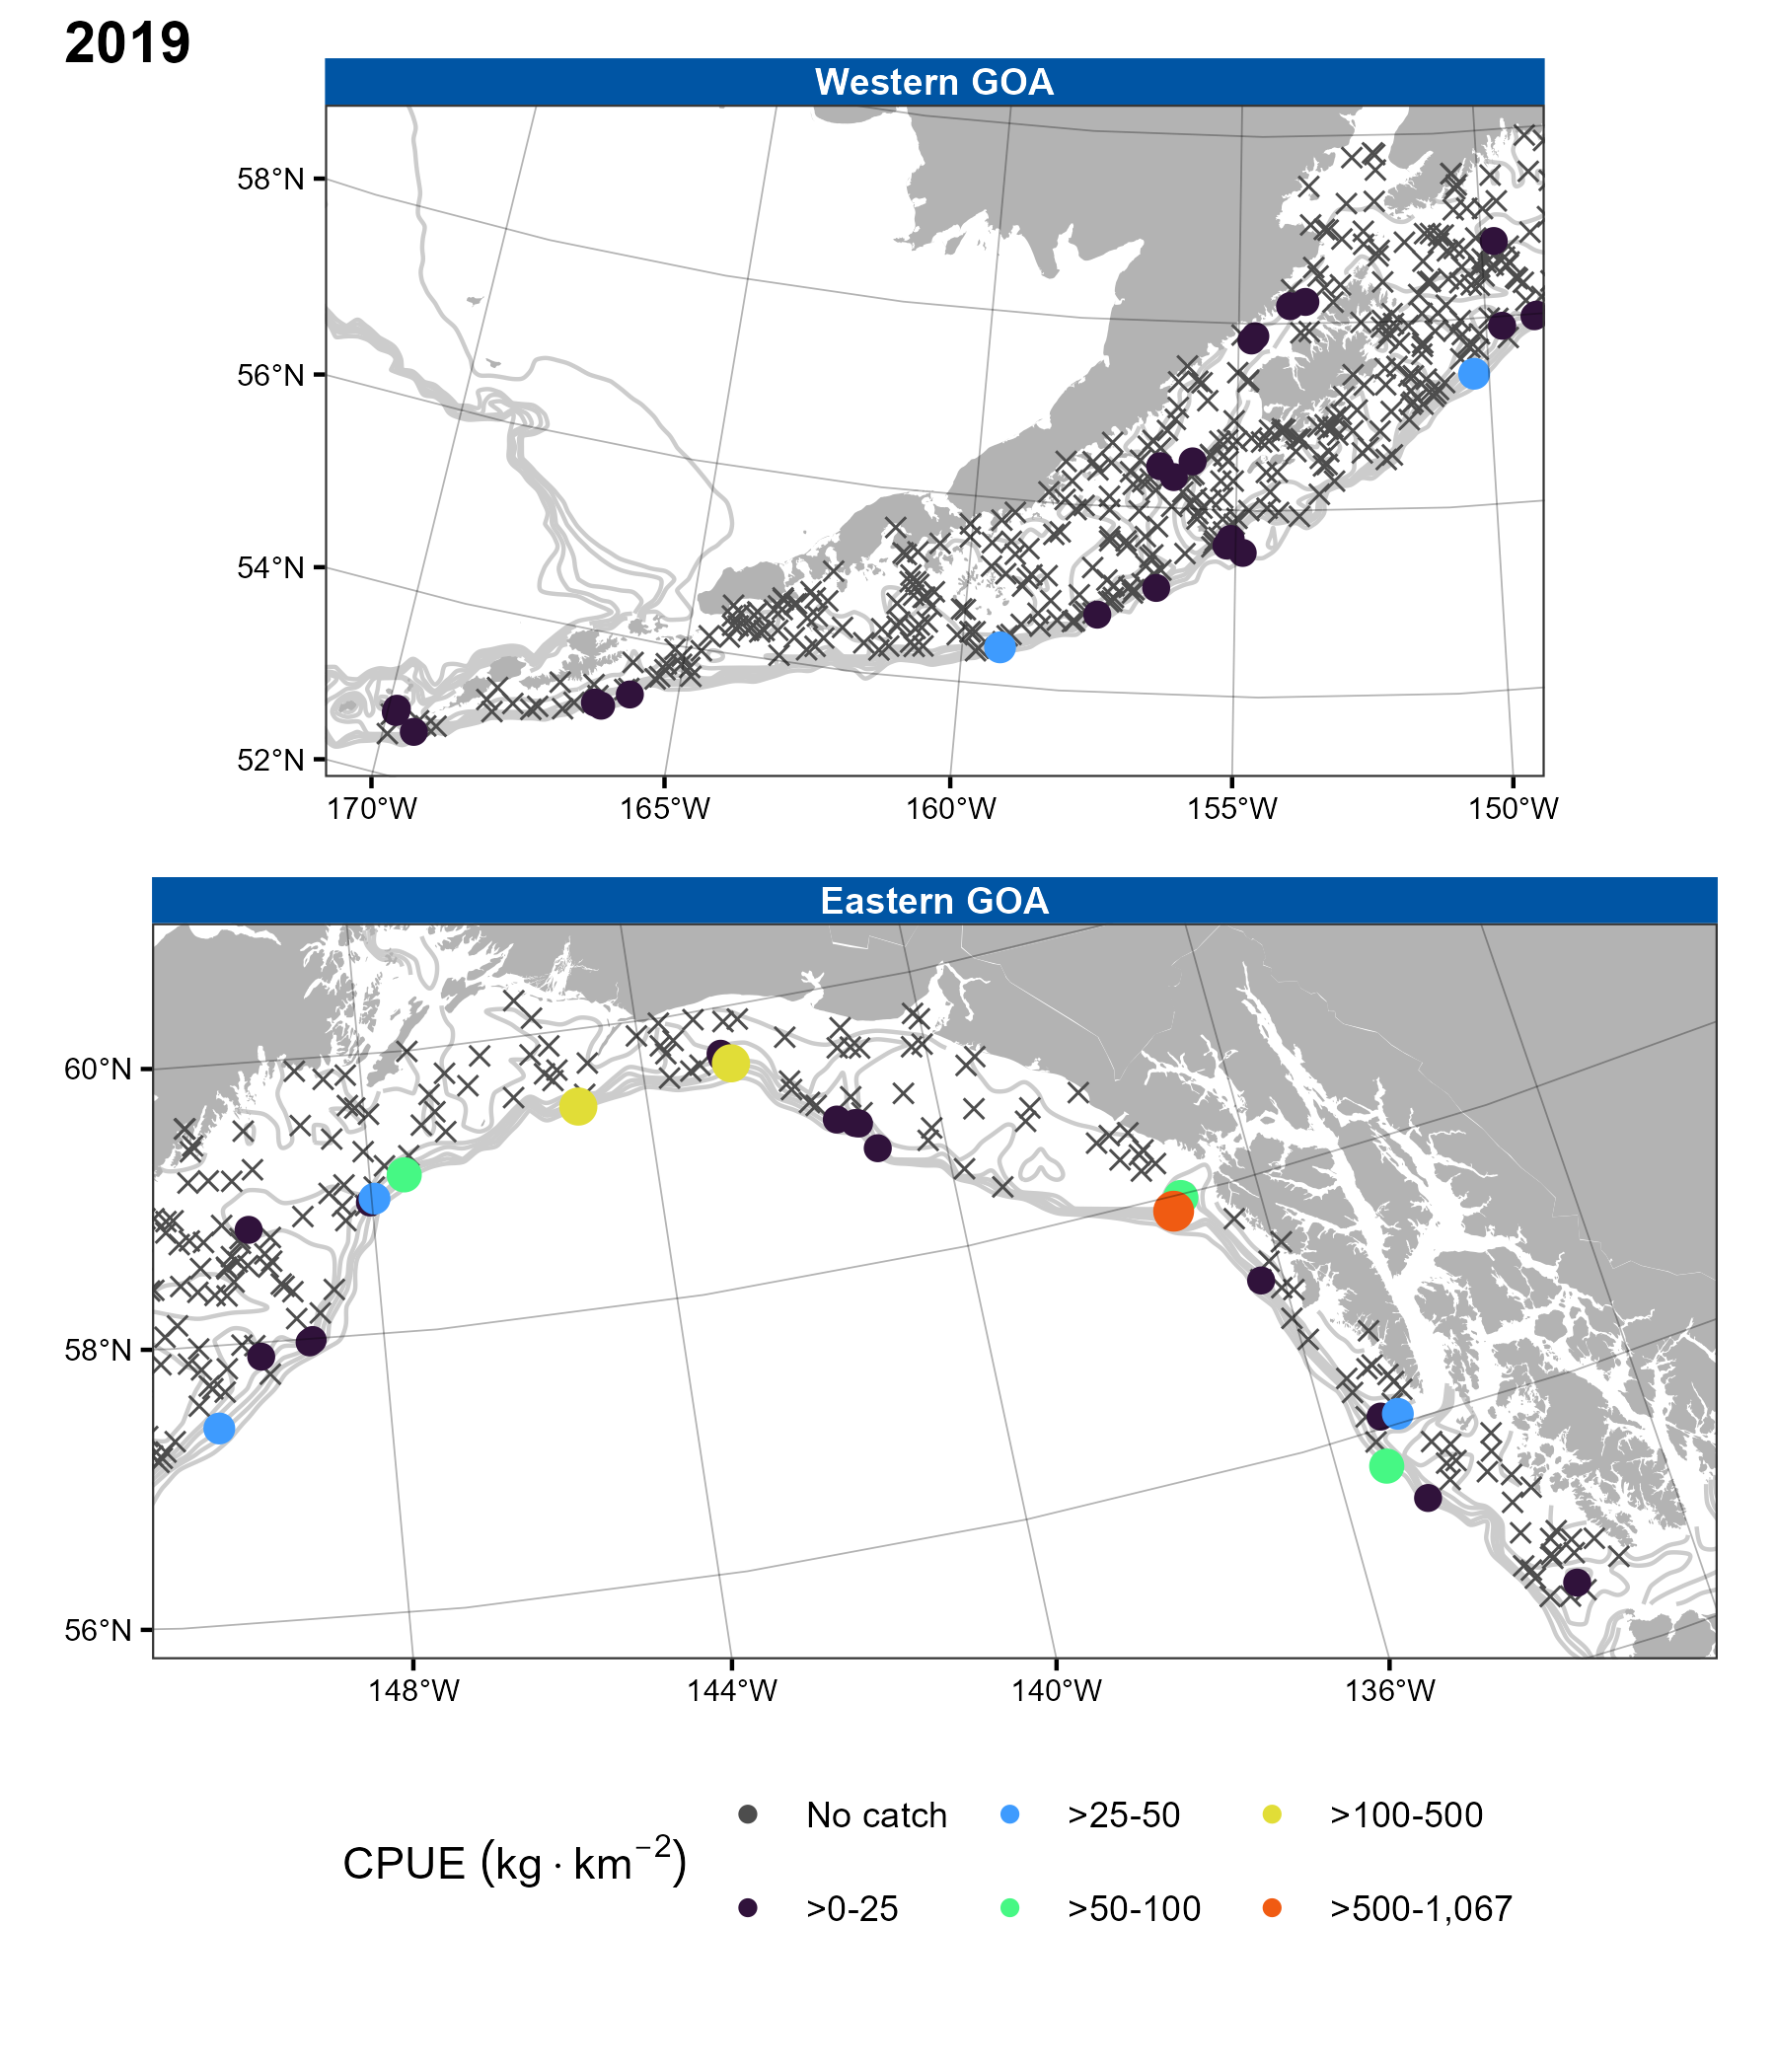 2019
Western GOA
58°N
56°N
54°N
52°N
170°W 165°W 160°W 155°W 150°W
Eastern GOA
60°N
58°N
56°N
148°W 144°W 140°W 136°W
CPUE (kg · km⁻²)
No catch >25-50 >100-500
>0-25 >50-100 >500-1,067